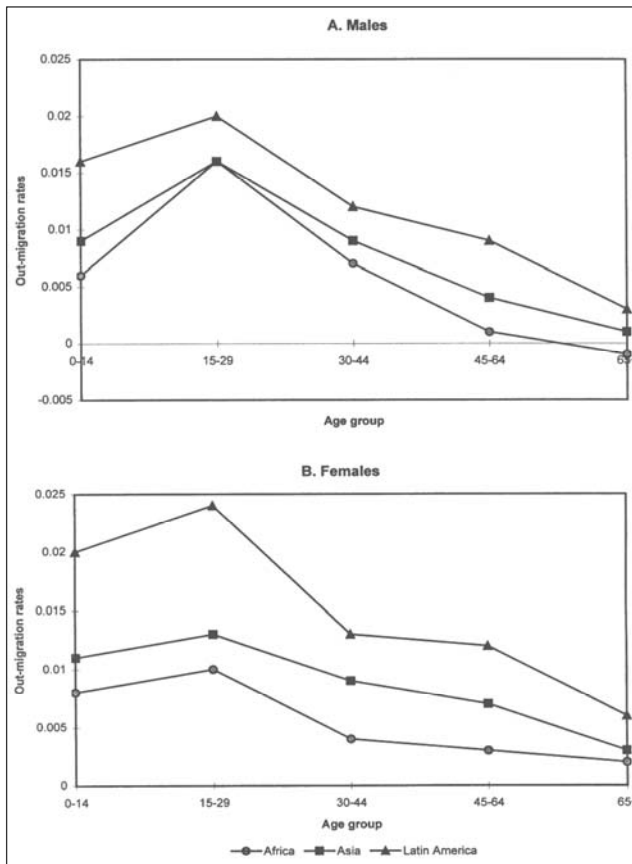 A. Males
0.025
0.02
0.015
0.01
0.005
0
-0.005
Out-migration rates
0-14 15-29 30-44 45-64 65
Age group
B. Females
0.025
0.02
0.015
0.01
0.005
0
Out-migration rates
0-14 15-29 30-44 45-64 65
Age group
Africa Asia Latin America